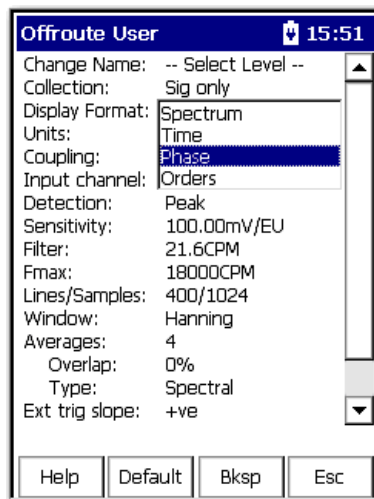 Offroute User 15:51
Change Name: -- Select Level --
Collection: Sig only
Display Format: Spectrum
Units: Time
Coupling: Phase
Input channel: Orders
Detection: Peak
Sensitivity: 100.00mV/EU
Filter: 21.6CPM
Fmax: 18000CPM
Lines/Samples: 400/1024
Window: Hanning
Averages: 4
Overlap: 0%
Type: Spectral
Ext trig slope: +ve
Help Default Bksp Esc